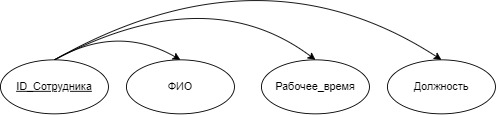 ID_Сотрудника
ФИО
Рабочее_время
Должность